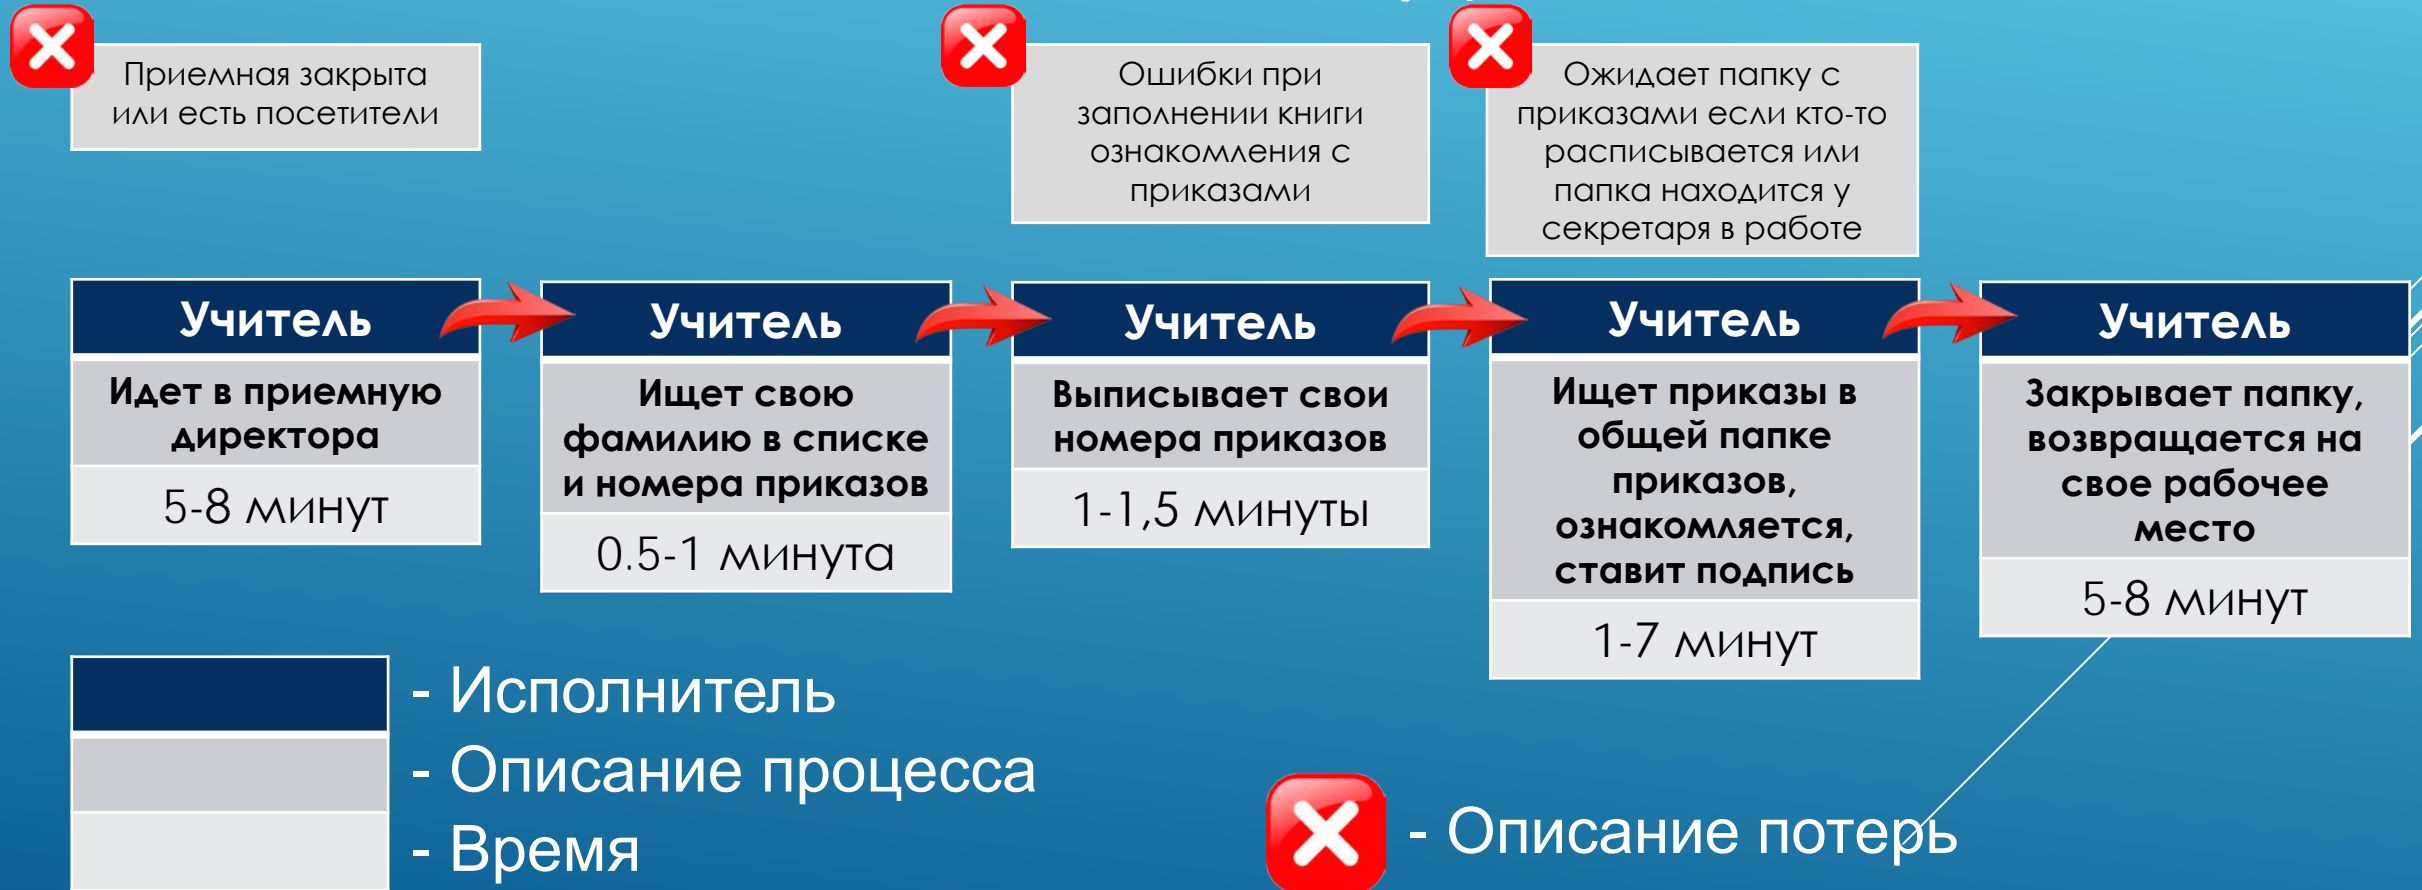 Приемная закрыта
или есть посетители
Ошибки при
заполнении книги
ознакомления с
приказами
Ожидает папку с
приказами если кто-то
расписывается или
папка находится у
секретаря в работе
Учитель
Идет в приемную
директора
5-8 минут
Учитель
Ищет свою
фамилию в списке
и номера приказов
0.5-1 минута
Учитель
Выписывает свои
номера приказов
1-1,5 минуты
Учитель
Ищет приказы в
общей папке
приказов,
ознакомляется,
ставит подпись
1-7 минут
Учитель
Закрывает папку,
возвращается на
свое рабочее
место
5-8 минут
- Исполнитель
- Описание процесса
- Время
- Описание потерь